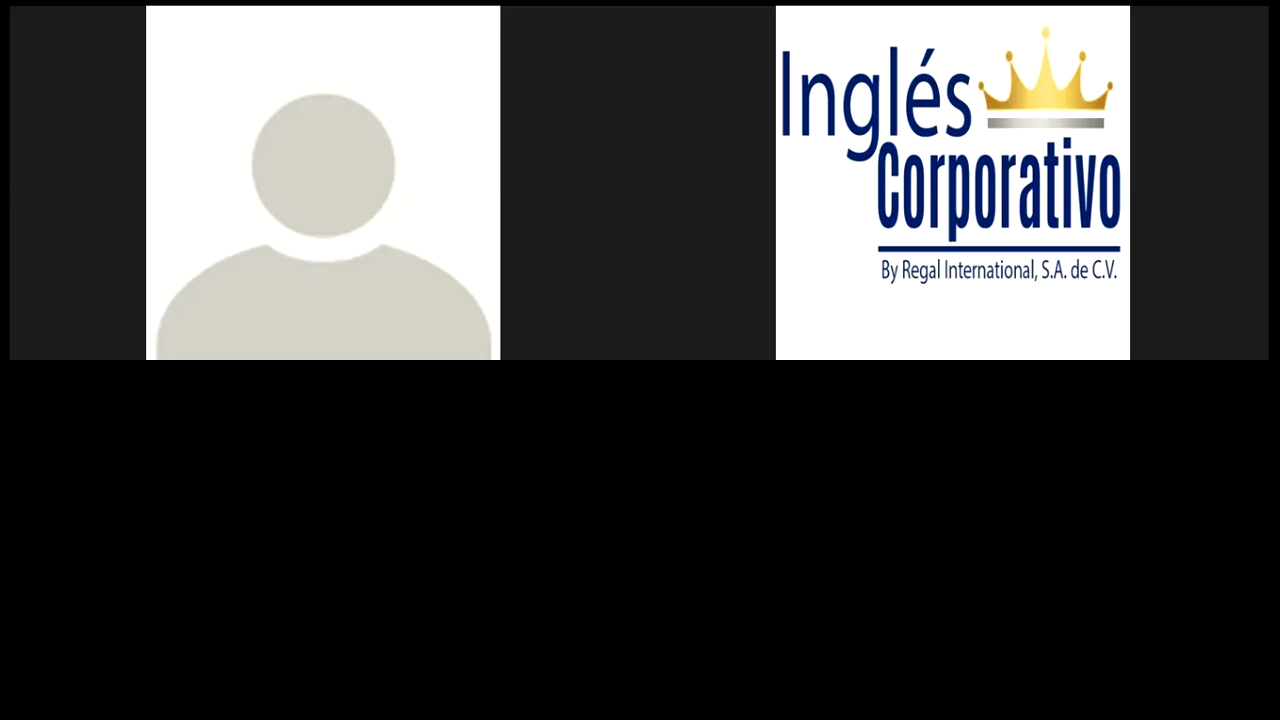 Inglés
Corporativo
By Regal International, S.A. de C.V.